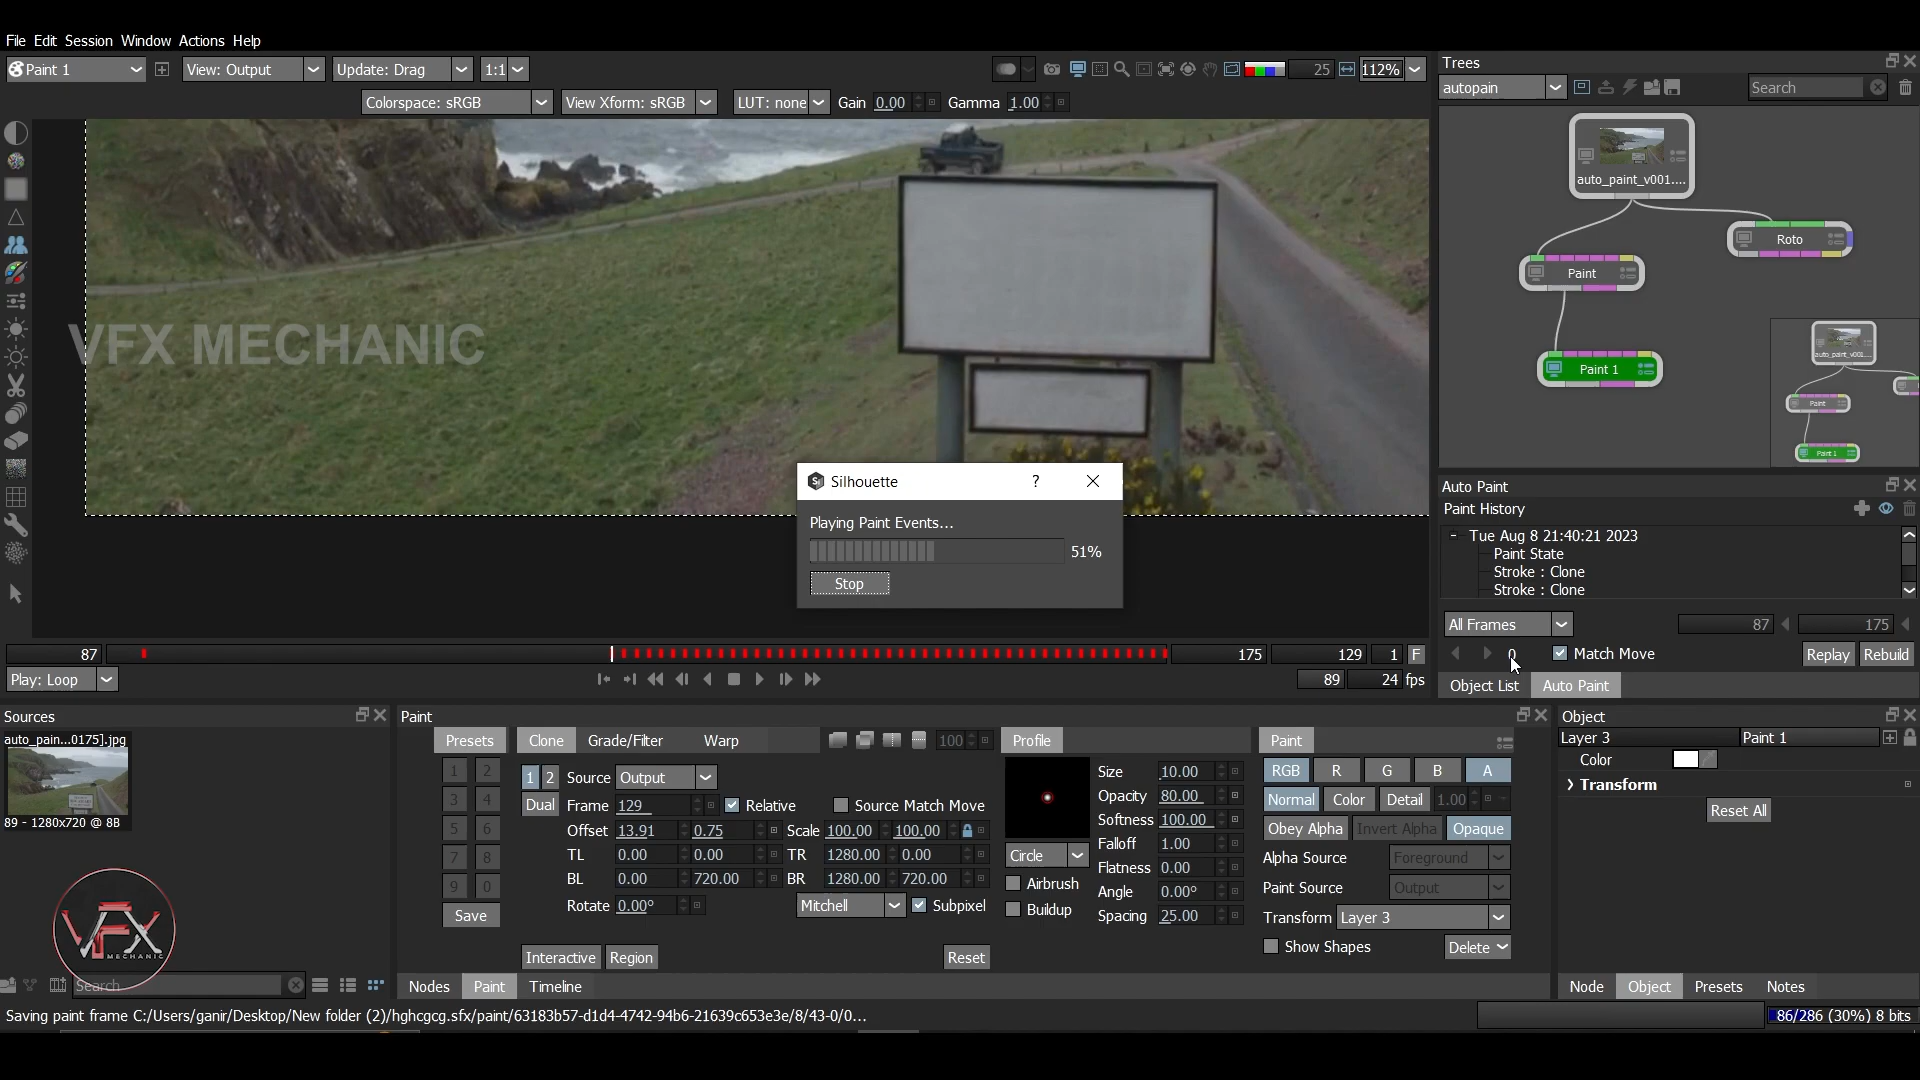 File Edit Session Window Actions Help
Paint 1 View: Output Update: Drag 1:1 25 112%
Colorspace: sRGB View Xform: sRGB LUT: none Gain 0.00 Gamma 1.00
Trees
autopain Search
auto_paint_v001....
Roto
Paint
Paint 1
auto_paint_v001....
Paint
Paint 1
VFX MECHANIC
Silhouette ?
Playing Paint Events...
51%
Stop
Auto Paint
Paint History
Tue Aug 8 21:40:21 2023
Paint State
Stroke : Clone
Stroke : Clone
All Frames 87 175
0 Match Move Replay Rebuild
Object List Auto Paint
87 175 129 1 F
Play: Loop 89 24 fps
Sources
auto_pain...0175].jpg
89 - 1280x720 @ 8B
VFX
MECHANIC
Search
Paint
Presets Clone Grade/Filter Warp 100 Profile Paint
1 2
3 4
5 6
7 8
9 0
Save
1 2 Source Output
Dual Frame 129 Relative Source Match Move
Offset 13.91 0.75 Scale 100.00 100.00
TL 0.00 0.00 TR 1280.00 0.00
BL 0.00 720.00 BR 1280.00 720.00
Rotate 0.00° Mitchell Subpixel
Interactive Region Reset
Circle
Airbrush
Buildup
Size 10.00
Opacity 80.00
Softness 100.00
Falloff 1.00
Flatness 0.00
Angle 0.00°
Spacing 25.00
RGB R G B A
Normal Color Detail 1.00
Obey Alpha Invert Alpha Opaque
Alpha Source Foreground
Paint Source Output
Transform Layer 3
Show Shapes Delete
Nodes Paint Timeline
Object
Layer 3 Paint 1
Color
Transform
Reset All
Node Object Presets Notes
Saving paint frame C:/Users/ganir/Desktop/New folder (2)/hghcgcg.sfx/paint/63183b57-d1d4-4742-94b6-21639c653e3e/8/43-0/0...
86/286 (30%) 8 bits